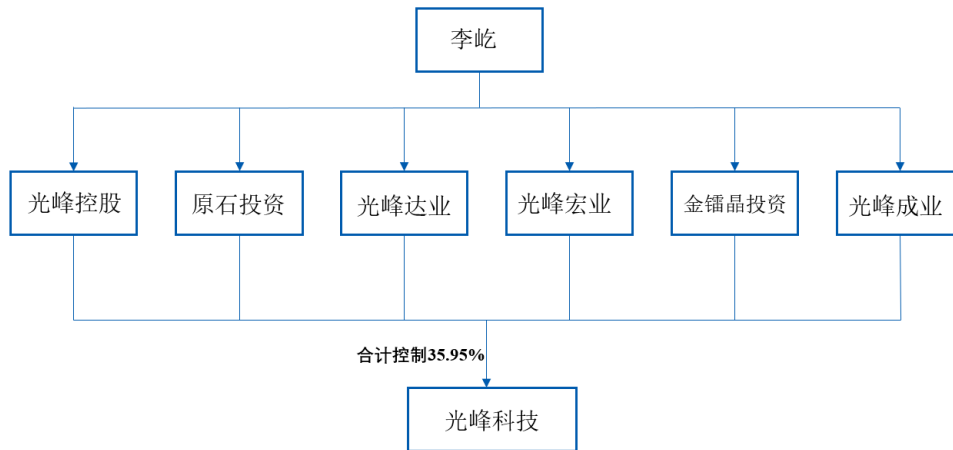 李屹
光峰控股
原石投资
光峰达业
光峰宏业
金镭晶投资
光峰成业
合计控制35.95%
光峰科技